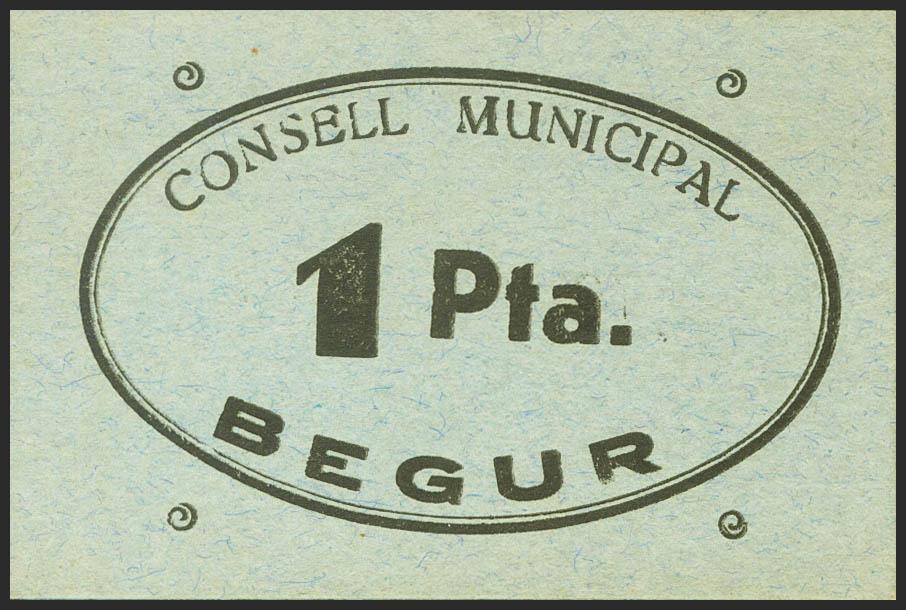 CONSELL MUNICIPAL
1 Pta.
BEGUR